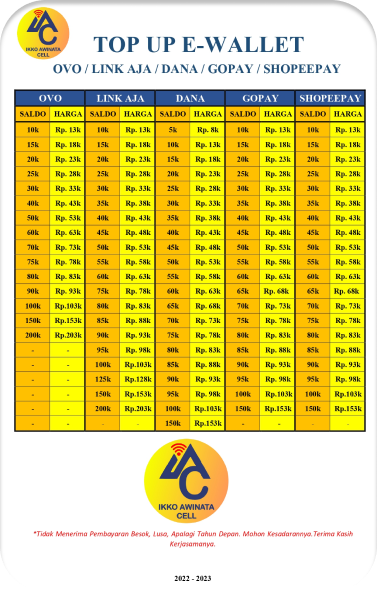 IKKO AWINATA
CELL
TOP UP E-WALLET
OVO / LINK AJA / DANA / GOPAY / SHOPEEPAY
OVO LINK AJA DANA GOPAY SHOPEEPAY
SALDO HARGA SALDO HARGA SALDO HARGA SALDO HARGA SALDO HARGA
10k Rp. 13k 10k Rp. 13k 5k Rp. 8k 10k Rp. 13k 10k Rp. 13k
15k Rp. 18k 15k Rp. 18k 10k Rp. 13k 15k Rp. 18k 15k Rp. 18k
20k Rp. 23k 20k Rp. 23k 15k Rp. 18k 20k Rp. 23k 20k Rp. 23k
25k Rp. 28k 25k Rp. 28k 20k Rp. 23k 25k Rp. 28k 25k Rp. 28k
30k Rp. 33k 30k Rp. 33k 25k Rp. 28k 30k Rp. 33k 30k Rp. 33k
40k Rp. 43k 35k Rp. 38k 30k Rp. 33k 35k Rp. 38k 35k Rp. 38k
50k Rp. 53k 40k Rp. 43k 35k Rp. 38k 40k Rp. 43k 40k Rp. 43k
60k Rp. 63k 45k Rp. 48k 40k Rp. 43k 45k Rp. 48k 45k Rp. 48k
70k Rp. 73k 50k Rp. 53k 45k Rp. 48k 50k Rp. 53k 50k Rp. 53k
75k Rp. 78k 55k Rp. 58k 50k Rp. 53k 55k Rp. 58k 55k Rp. 58k
80k Rp. 83k 60k Rp. 63k 55k Rp. 58k 60k Rp. 63k 60k Rp. 63k
90k Rp. 93k 75k Rp. 78k 60k Rp. 63k 65k Rp. 68k 65k Rp. 68k
100k Rp.103k 80k Rp. 83k 65k Rp. 68k 70k Rp. 73k 70k Rp. 73k
150k Rp.153k 85k Rp. 88k 70k Rp. 73k 75k Rp. 78k 75k Rp. 78k
200k Rp.203k 90k Rp. 93k 75k Rp. 78k 80k Rp. 83k 80k Rp. 83k
- - 95k Rp. 98k 80k Rp. 83k 85k Rp. 88k 85k Rp. 88k
- - 100k Rp.103k 85k Rp. 88k 90k Rp. 93k 90k Rp. 93k
- - 125k Rp.128k 90k Rp. 93k 95k Rp. 98k 95k Rp. 98k
- - 150k Rp.153k 95k Rp. 98k 100k Rp.103k 100k Rp.103k
- - 200k Rp.203k 100k Rp.103k 150k Rp.153k 150k Rp.153k
- - - - 150k Rp.153k - - - -
IKKO AWINATA
CELL
*Tidak Menerima Pembayaran Besok, Lusa, Apalagi Tahun Depan. Mohon Kesadarannya.Terima Kasih
Kerjasamanya.
2022 - 2023